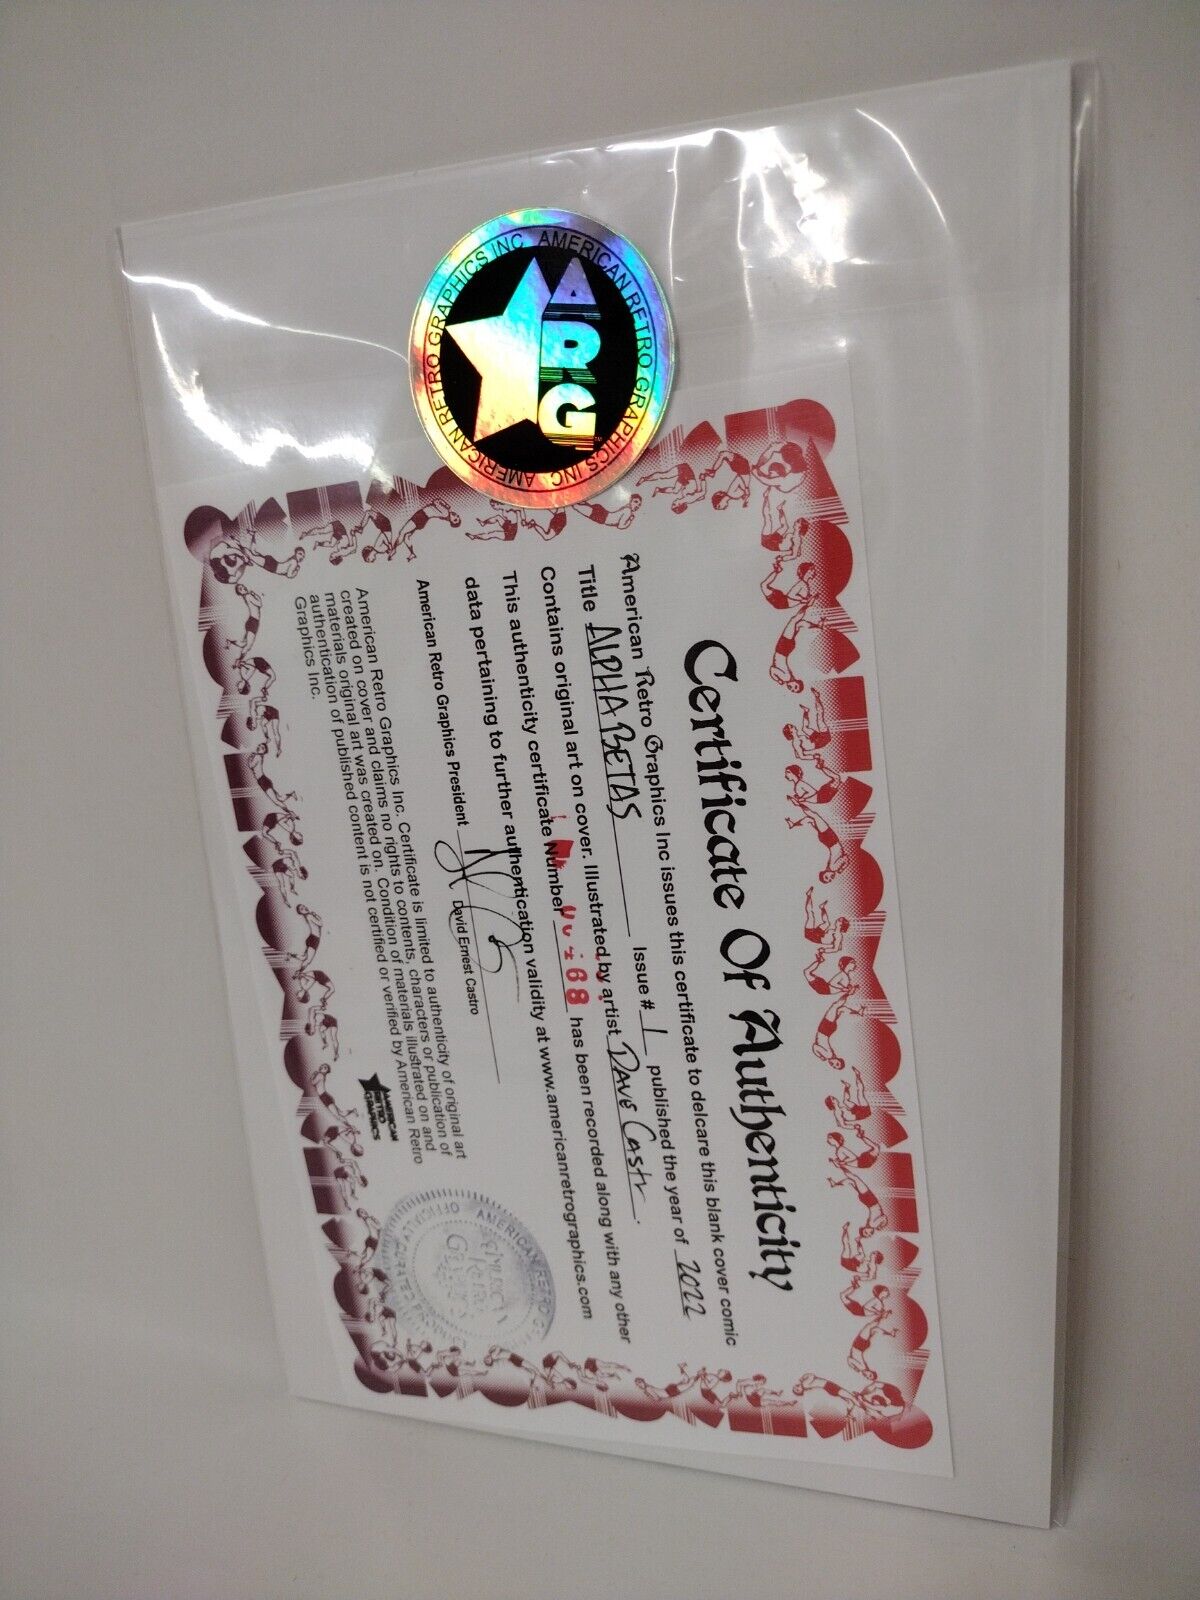 AMERICAN RETRO GRAPHICS INC AMERICAN RETRO GRAPHICS INC
ARG
Certificate Of Authenticity
American Retro Graphics Inc issues this certificate to delcare this blank cover comic
Title ALPHABETAS Issue # 1 published the year of 2022
Contains original art on cover. Illustrated by artist Dave Castr.
This authenticity certificate Number 68 has been recorded along with any other
data pertaining to further authentication validity at www.americanretrographics.com
American Retro Graphics President
David Ernest Castro
American Retro Graphics Inc. Certificate is limited to authenticity of original art
created on cover and claims no rights to contents, characters or publication of
materials original art was created on. Condition of materials illustrated on and
authentication of published content is not certified or verified by American Retro
Graphics Inc.
AMERICAN
RETRO
GRAPHICS
AMERICAN RETRO